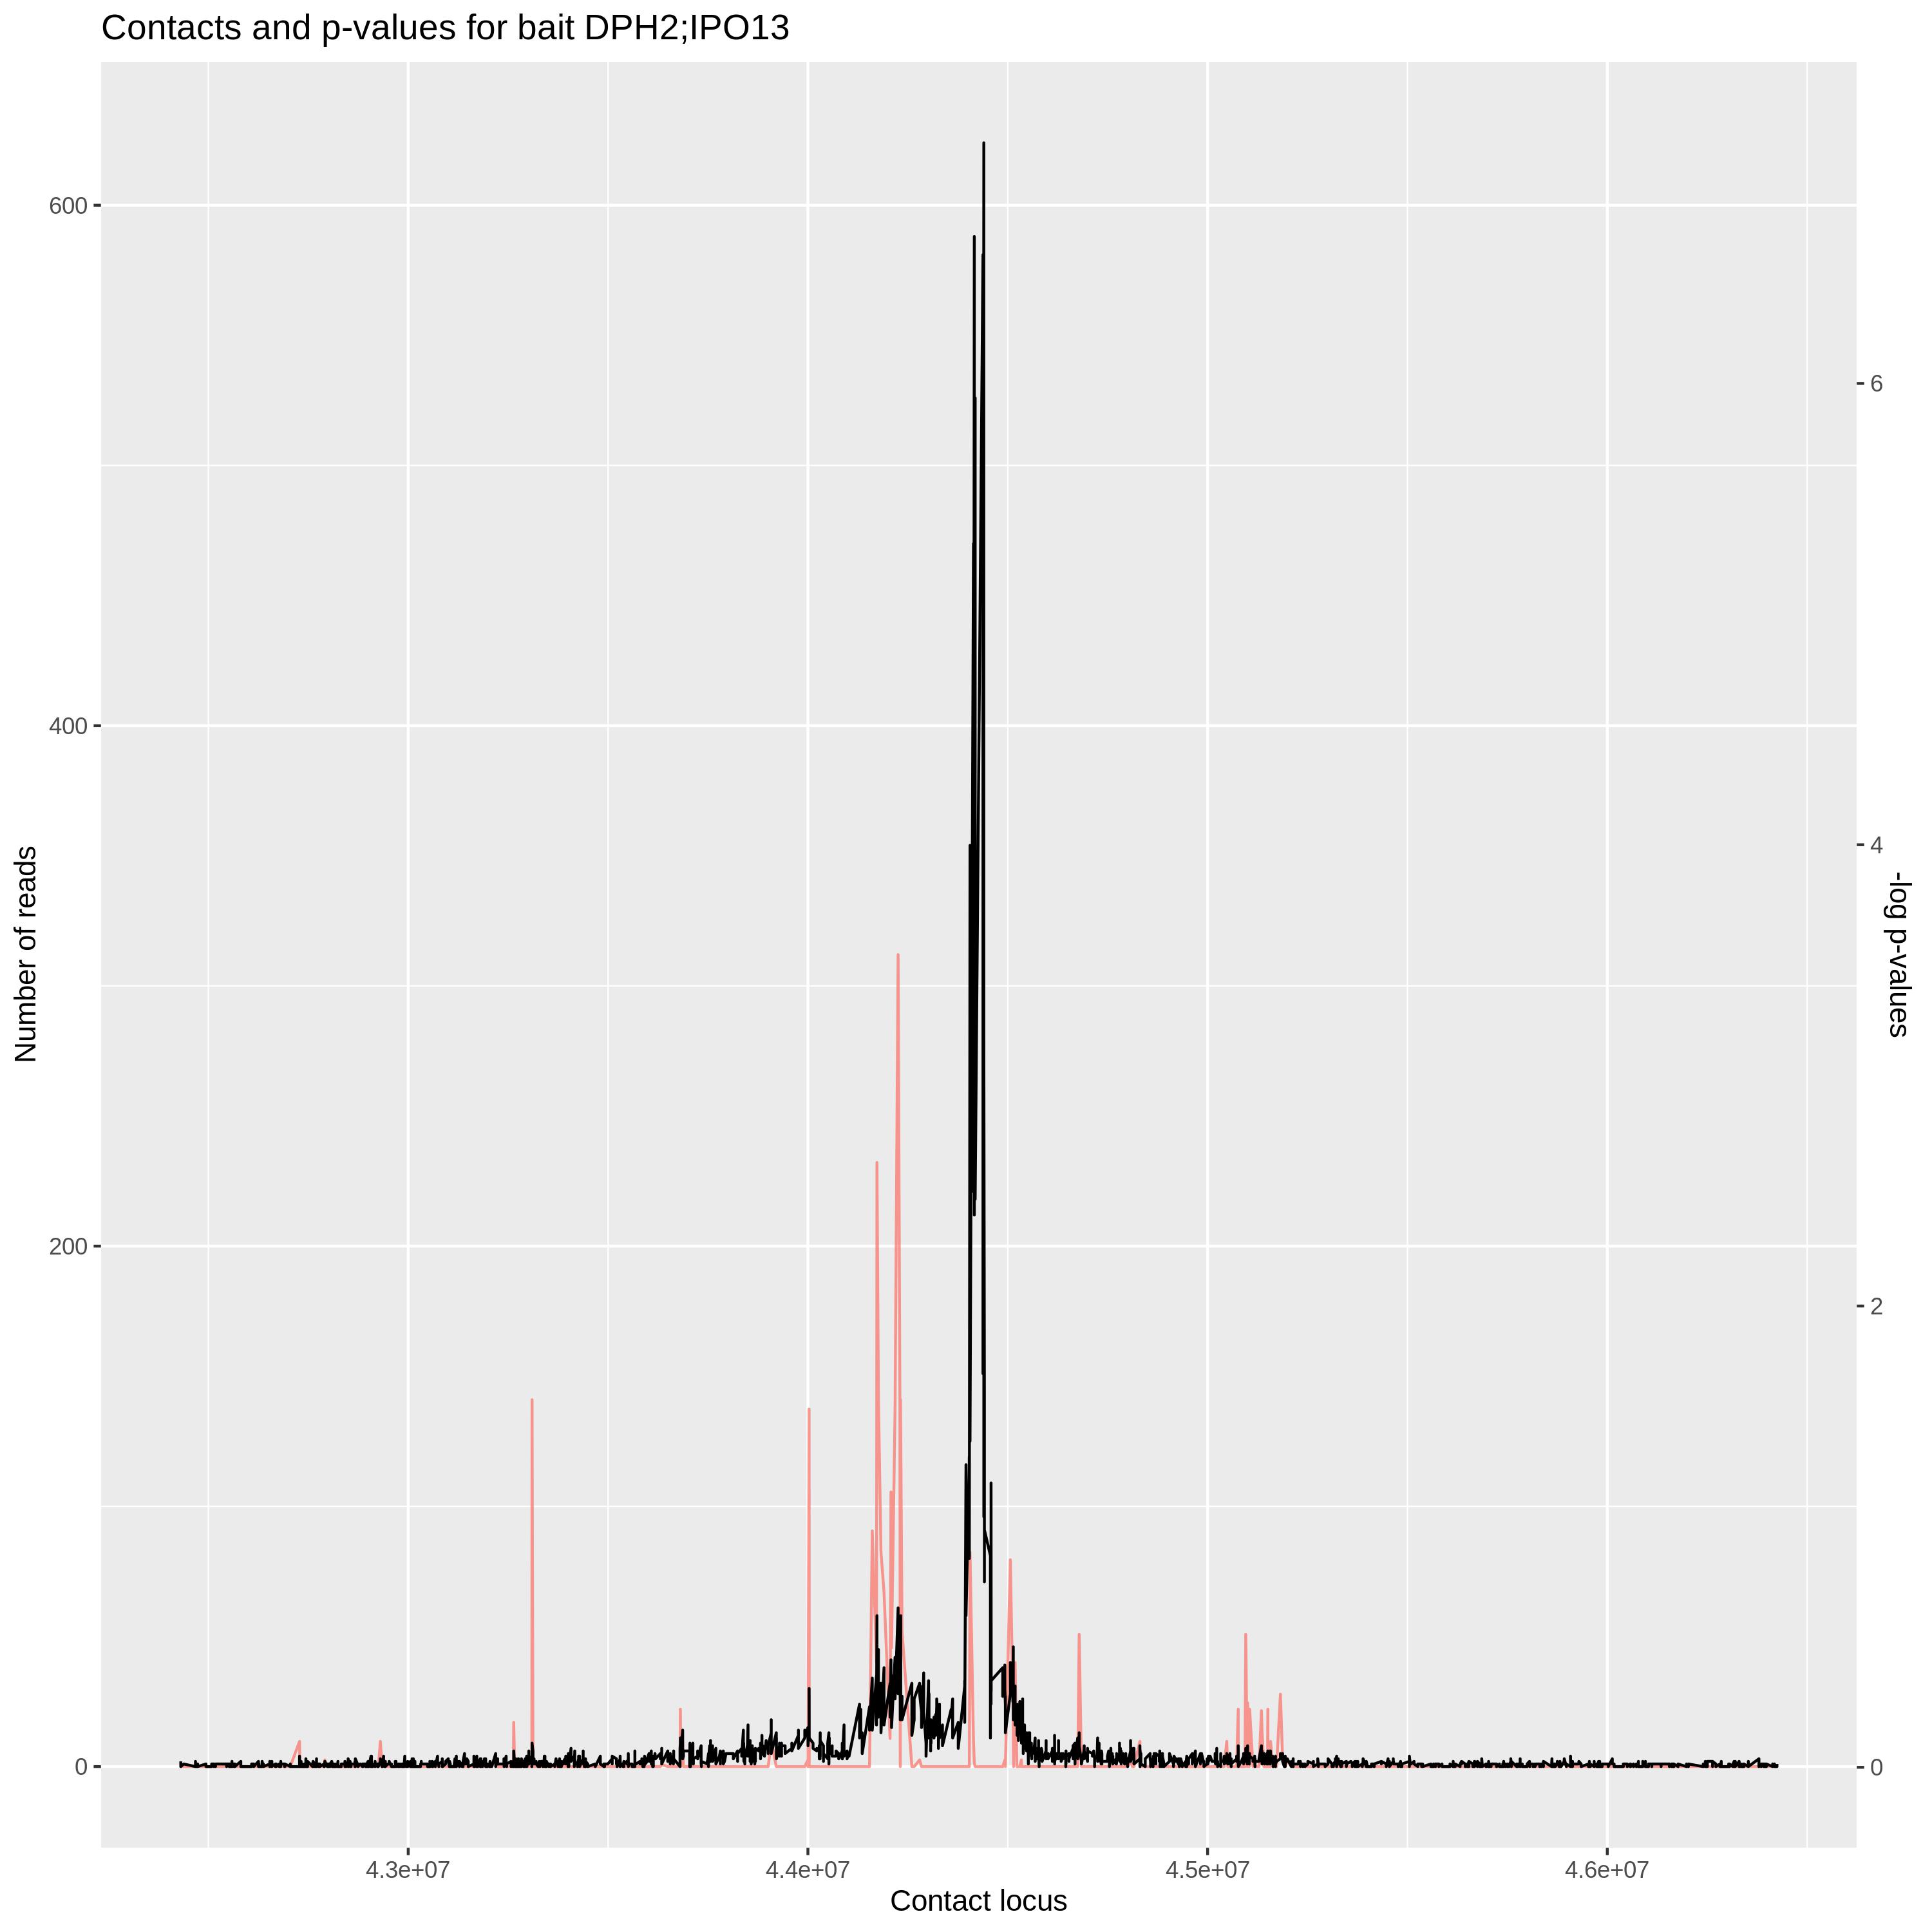 Contacts and p-values for bait DPH2;IPO13
600
400
200
0
Number of reads
6
4
2
0
-log p-values
4.3e+07
4.4e+07
4.5e+07
4.6e+07
Contact locus